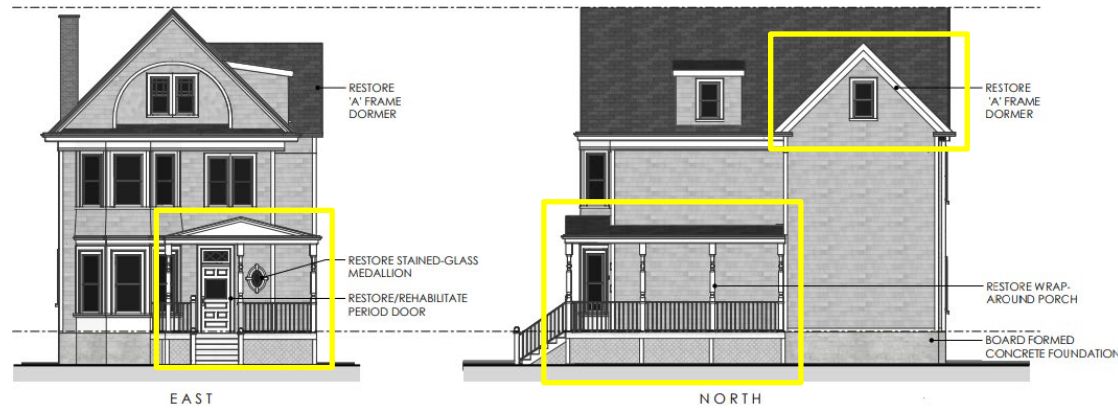 RESTORE
'A' FRAME
DORMER
RESTORE STAINED-GLASS
MEDALLION
RESTORE/REHABILITATE
PERIOD DOOR
EAST
RESTORE
'A' FRAME
DORMER
RESTORE WRAP-
AROUND PORCH
BOARD FORMED
CONCRETE FOUNDATION
NORTH